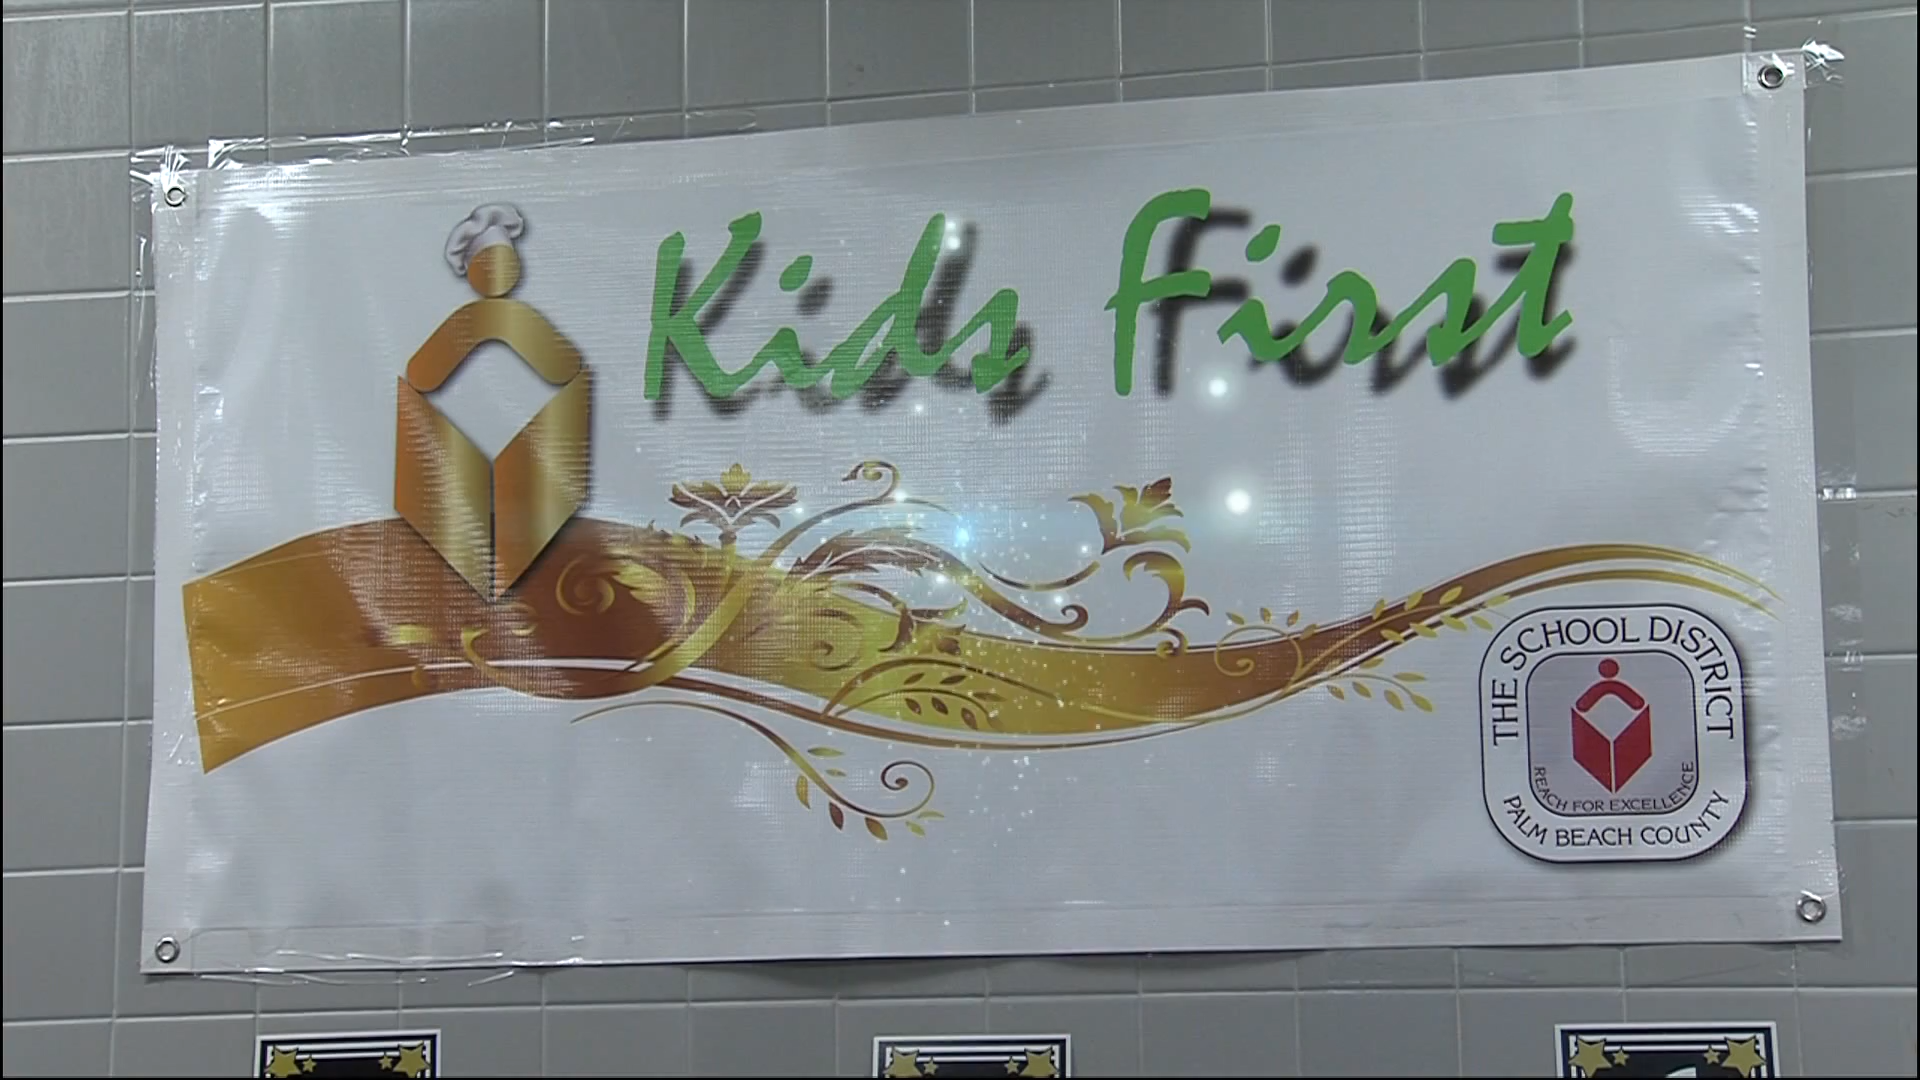 Kids First
THE SCHOOL DISTRICT
REACH FOR EXCELLENCE
PALM BEACH COUNTY